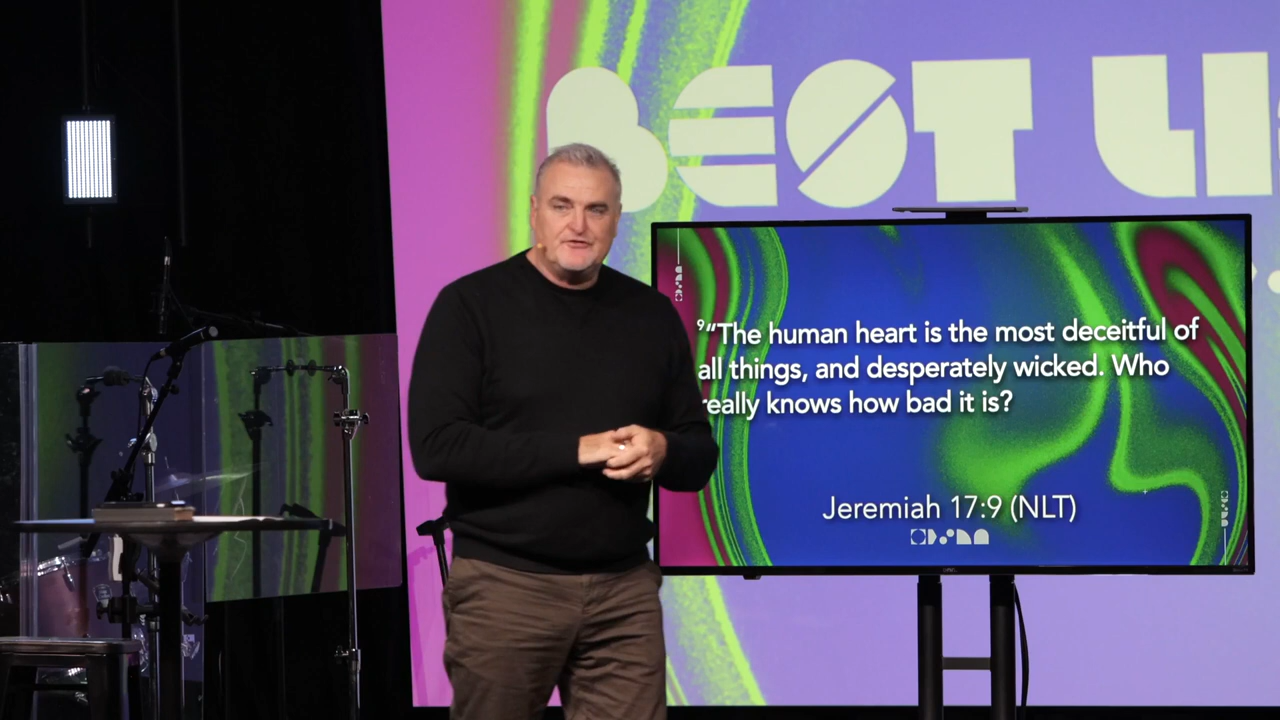 BEST LI
9"The human heart is the most deceitful of
all things, and desperately wicked. Who
really knows how bad it is?
Jeremiah 17:9 (NLT)